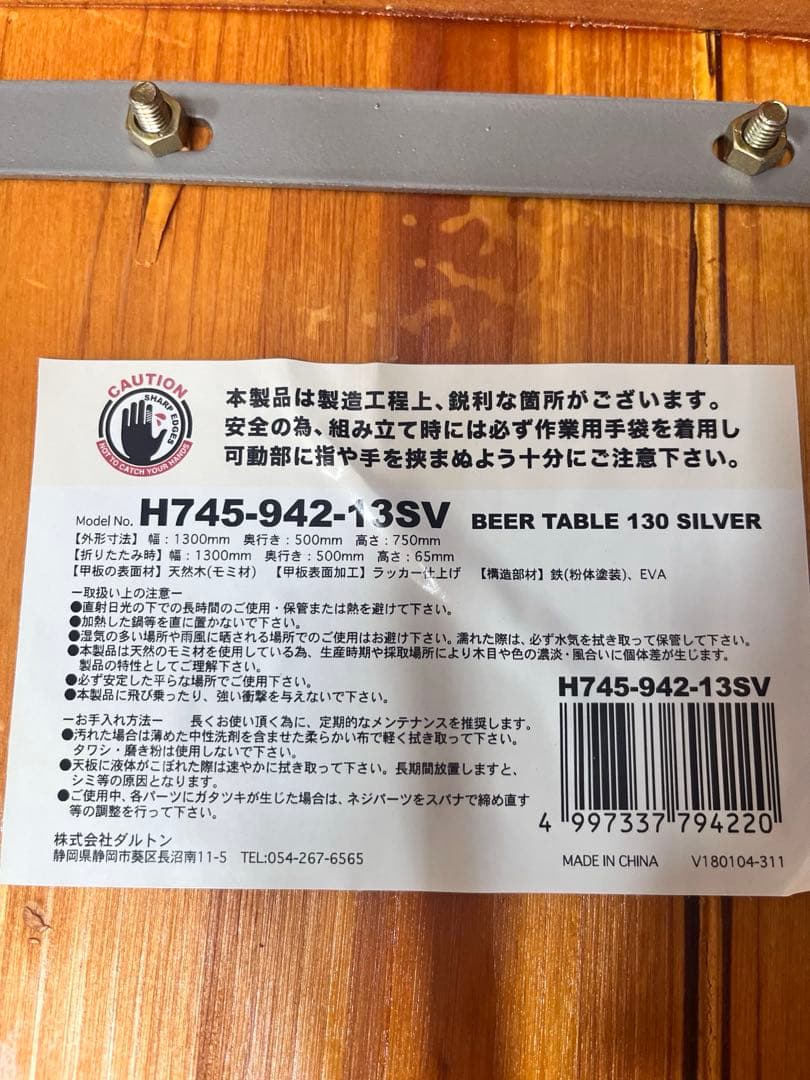 CAUTION
SHARP EDGES
NOT TO CATCH YOUR HANDS
本製品は製造工程上、鋭利な箇所がございます。
安全の為、組み立て時には必ず作業用手袋を着用し
可動部に指や手を挟まぬよう十分にご注意下さい。
Model No. H745-942-13SV BEER TABLE 130 SILVER
【外形寸法】 幅:1300mm 奥行き:500mm 高さ:750mm
【折りたたみ時】幅:1300mm 奥行き:500mm 高さ:65mm
【甲板の表面材】天然木(モミ材) 【甲板表面加工】ラッカー仕上げ 【構造部材】鉄(粉体塗装)、EVA
ー取扱い上の注意ー
●直射日光の下での長時間のご使用・保管または熱を避けて下さい。
●加熱した鍋等を直に置かないで下さい。
●湿気の多い場所や雨風に晒される場所でのご使用はお避け下さい。濡れた際は、必ず水気を拭き取って保管して下さい。
●本製品は天然のモミ材を使用している為、生産時期や採取場所により木目や色の濃淡・風合いに個体差が生じます。
製品の特性としてご理解下さい。
●必ず安定した平らな場所でご使用下さい。
●本製品に飛び乗ったり、強い衝撃を与えないで下さい。
H745-942-13SV
ーお手入れ方法ー 長くお使い頂く為に、定期的なメンテナンスを推奨します。
●汚れた場合は薄めた中性洗剤を含ませた柔らかい布で軽く拭き取って下さい。
タワシ・磨き粉は使用しないで下さい。
●天板に液体がこぼれた際は速やかに拭き取って下さい。長期間放置しますと、
シミ等の原因となります。
●ご使用中、各パーツにガタツキが生じた場合は、ネジパーツをスパナで締め直す
等の調整を行って下さい。
4 997337 794220
株式会社ダルトン
静岡県静岡市葵区長沼南11-5 TEL:054-267-6565
MADE IN CHINA V180104-311